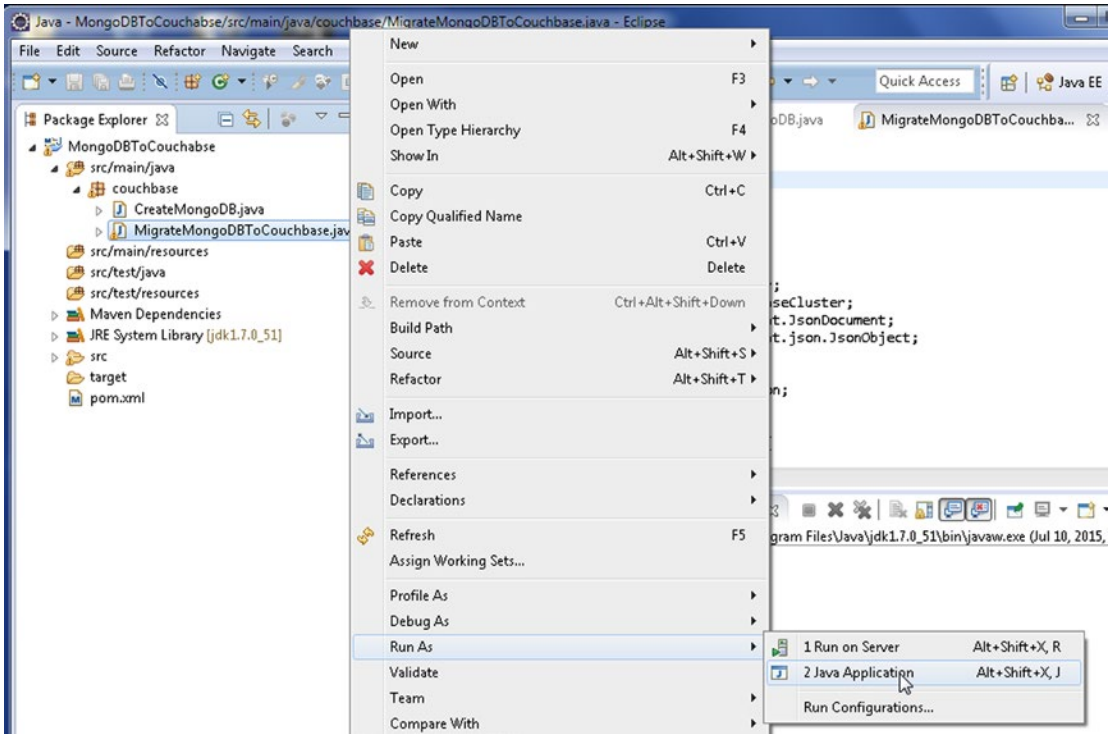 Java - MongoDBToCouchabse/src/main/java/couchbase/MigrateMongoDBToCouchbase.java - Eclipse
File Edit Source Refactor Navigate Search
Quick Access
Java EE
Package Explorer
MongoDBToCouchabse
src/main/java
couchbase
CreateMongoDB.java
MigrateMongoDBToCouchbase.jav
src/main/resources
src/test/java
src/test/resources
Maven Dependencies
JRE System Library [jdk1.7.0_51]
src
target
pom.xml
New
Open F3
Open With
Open Type Hierarchy F4
Show In Alt+Shift+W
Copy Ctrl+C
Copy Qualified Name
Paste Ctrl+V
Delete Delete
Remove from Context Ctrl+Alt+Shift+Down
Build Path
Source Alt+Shift+S
Refactor Alt+Shift+T
Import...
Export...
References
Declarations
Refresh F5
Assign Working Sets...
Profile As
Debug As
Run As
Validate
Team
Compare With
1 Run on Server Alt+Shift+X, R
2 Java Application Alt+Shift+X, J
Run Configurations...
oDB.java
MigrateMongoDBToCouchba...
;
seCluster;
t.JsonDocument;
t.json.JsonObject;
on;
gram Files\Java\jdk1.7.0_51\bin\javaw.exe (Jul 10, 2015,